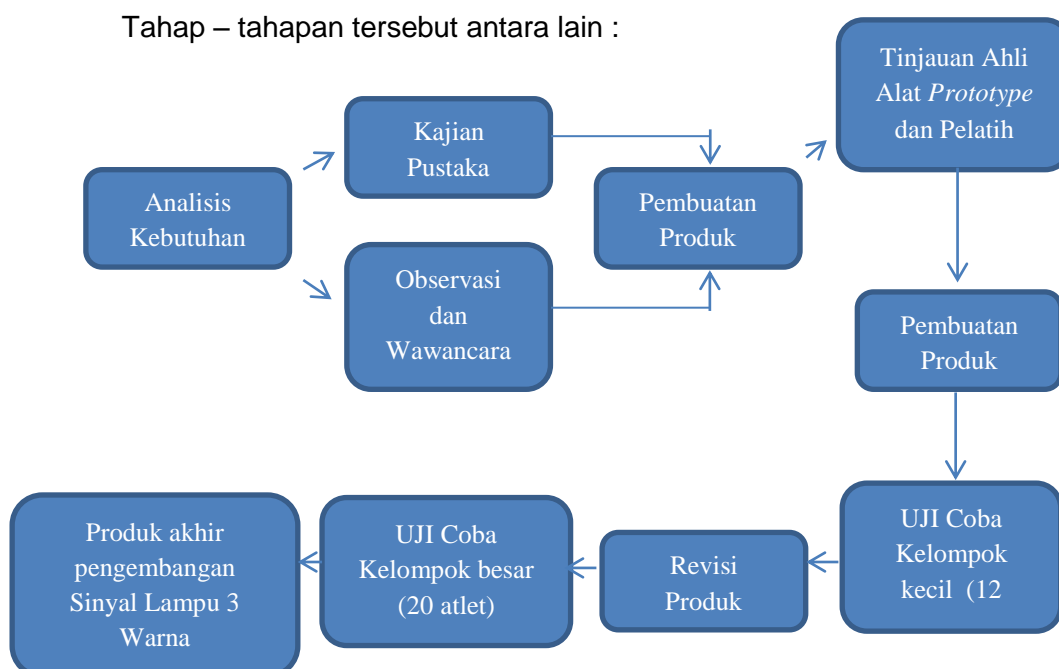 Tahap – tahapan tersebut antara lain :
Analisis
Kebutuhan
Kajian
Pustaka
Observasi
dan
Wawancara
Pembuatan
Produk
Tinjauan Ahli
Alat Prototype
dan Pelatih
Pembuatan
Produk
UJI Coba
Kelompok
kecil (12
Revisi
Produk
UJI Coba
Kelompok besar
(20 atlet)
Produk akhir
pengembangan
Sinyal Lampu 3
Warna